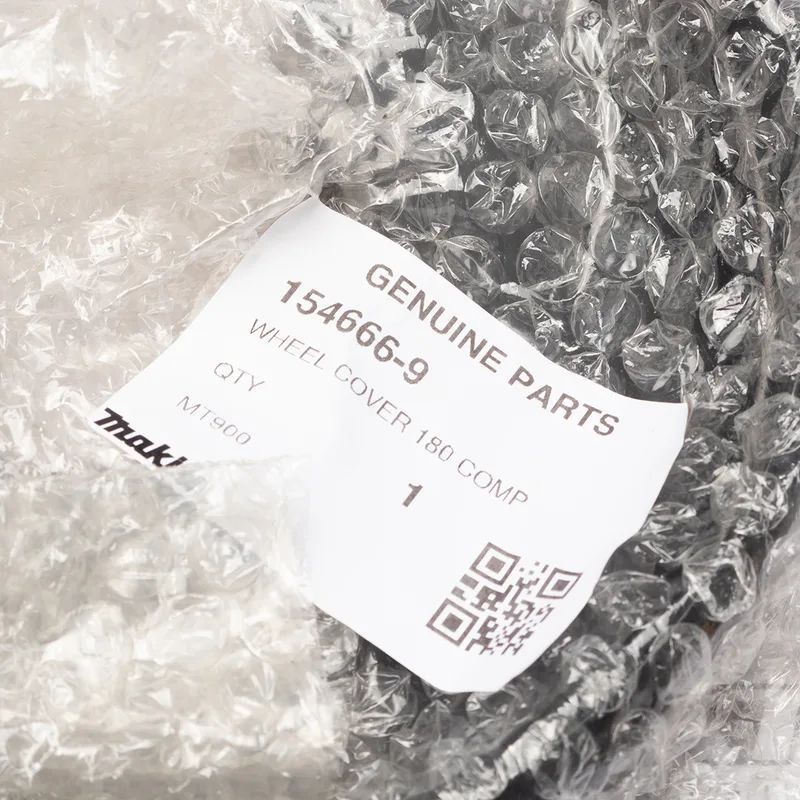 GENUINE PARTS
154666-9
WHEEL COVER 180 COMP
QTY 1
MT900